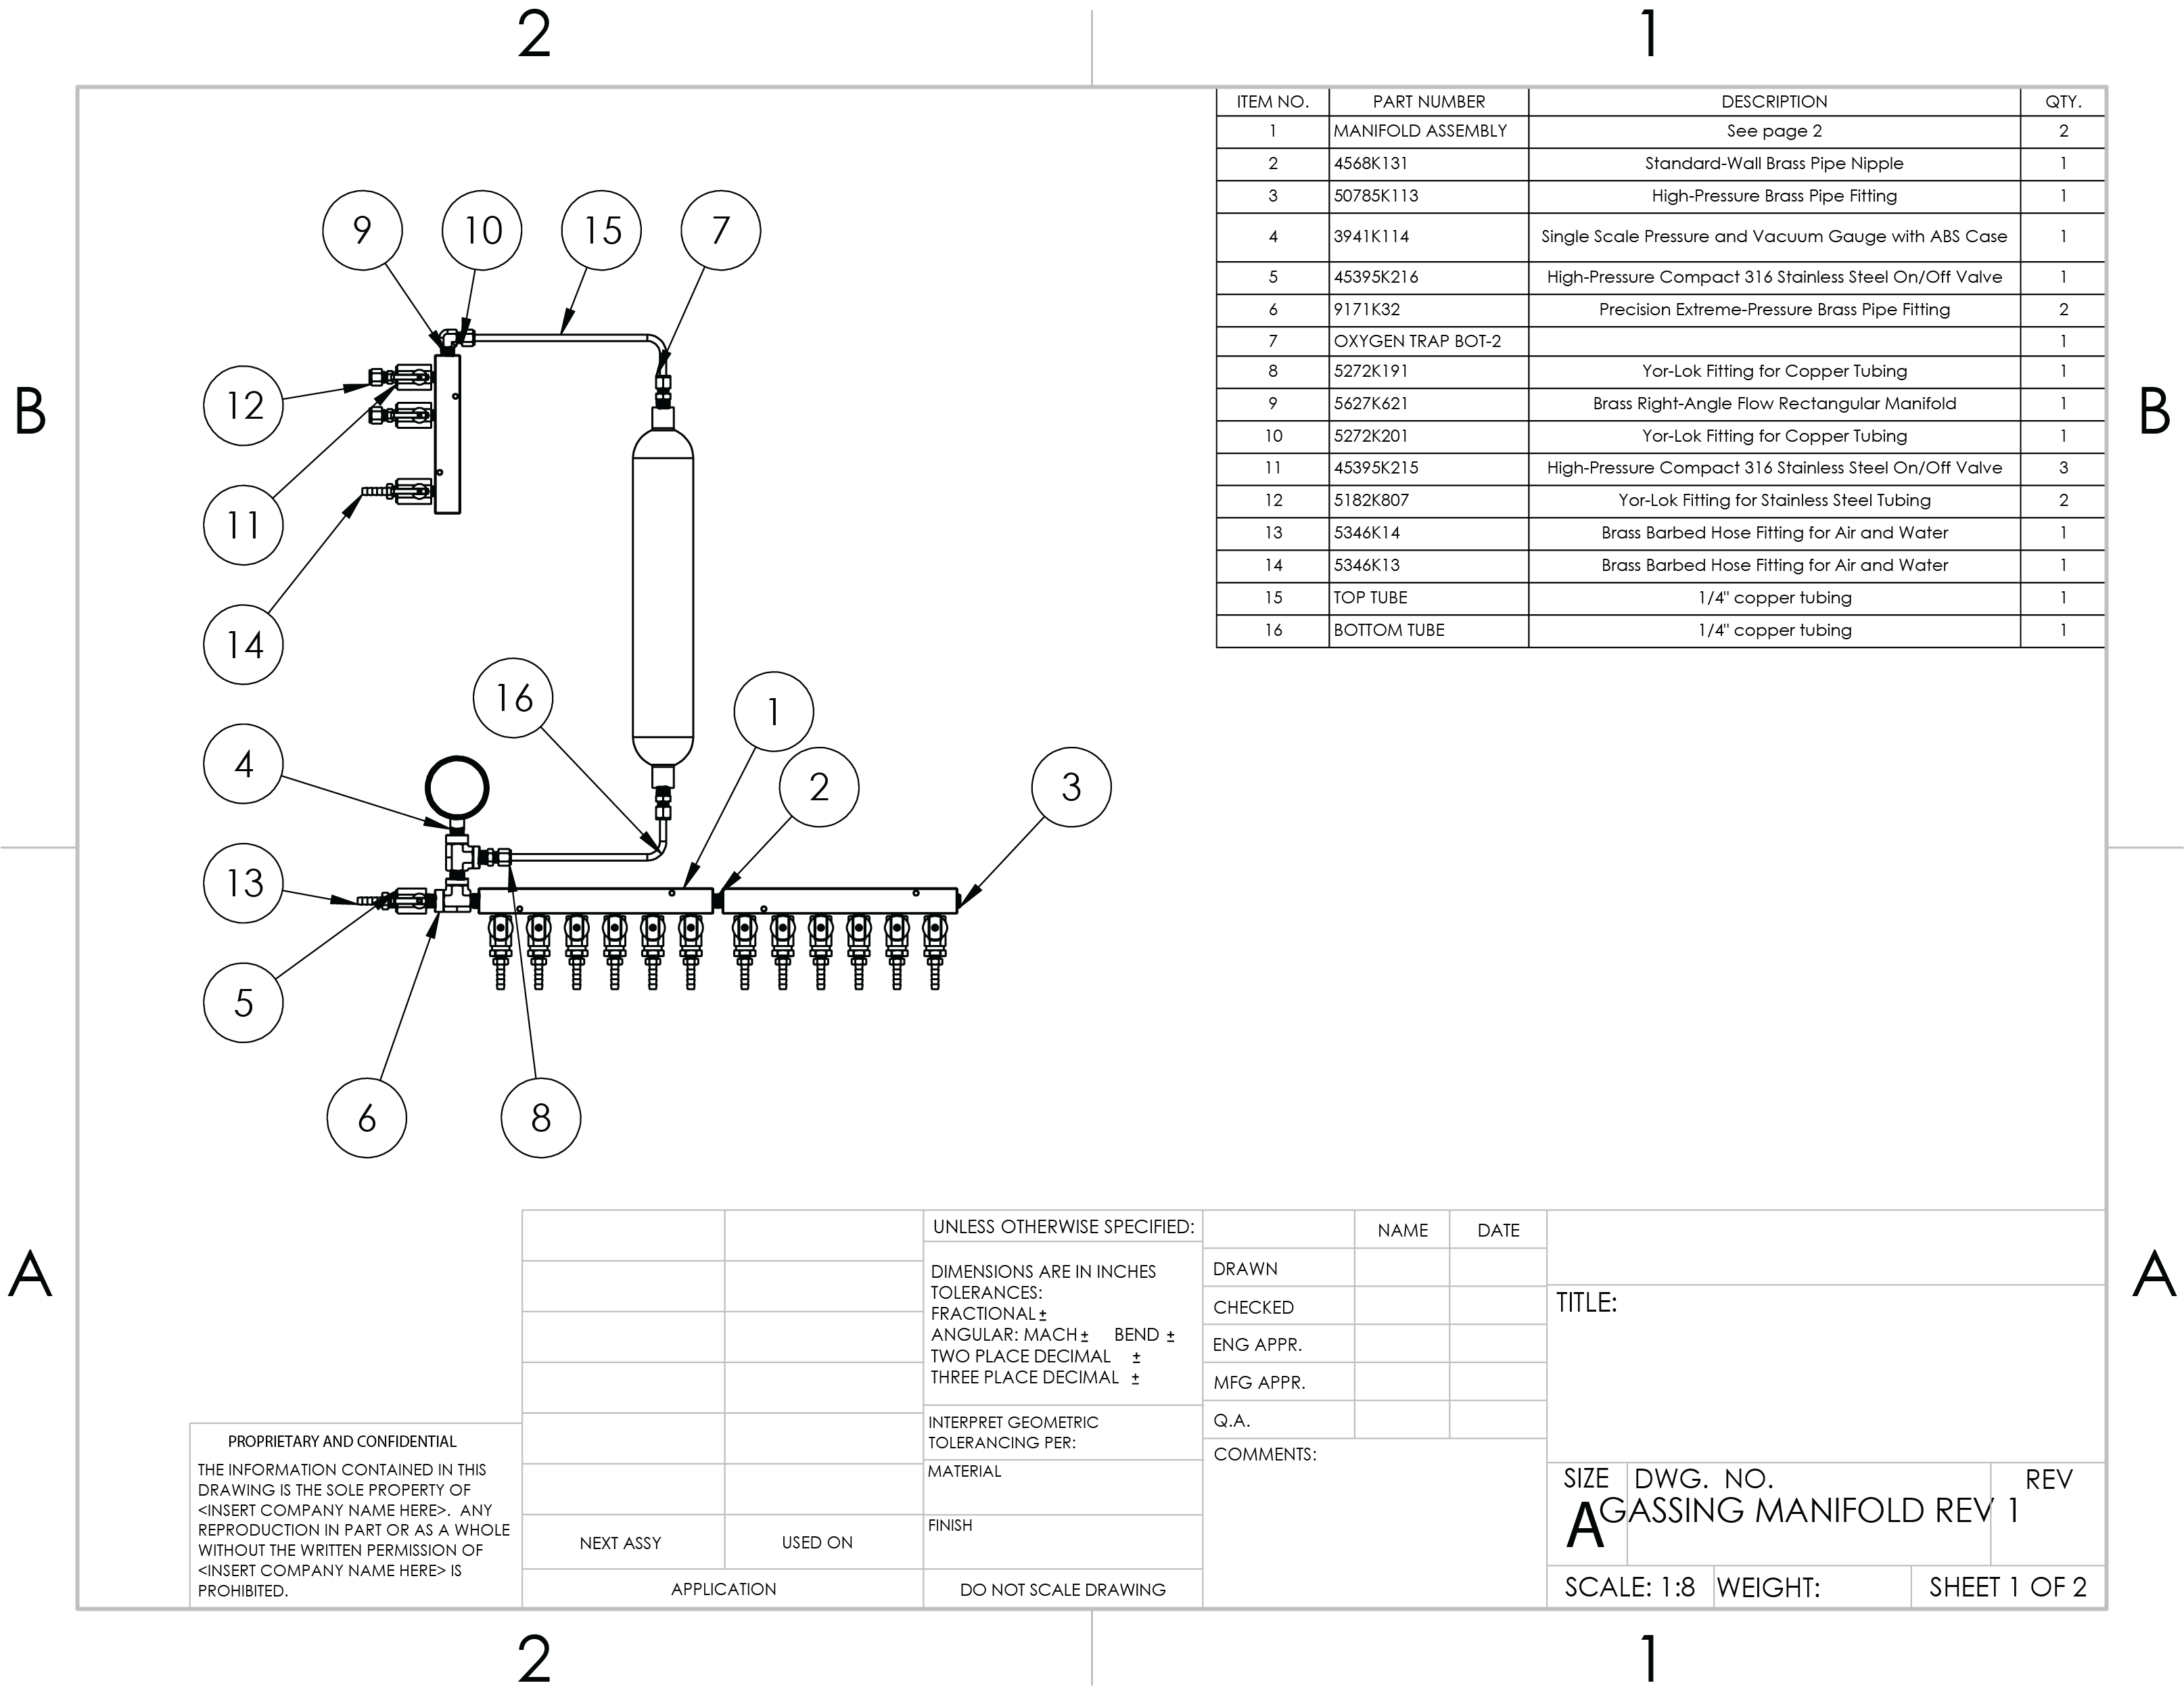 2 1
ITEM NO. PART NUMBER DESCRIPTION QTY.
1 MANIFOLD ASSEMBLY See page 2 2
2 4568K131 Standard-Wall Brass Pipe Nipple 1
3 50785K113 High-Pressure Brass Pipe Fitting 1
4 3941K114 Single Scale Pressure and Vacuum Gauge with ABS Case 1
5 45395K216 High-Pressure Compact 316 Stainless Steel On/Off Valve 1
6 9171K32 Precision Extreme-Pressure Brass Pipe Fitting 2
7 OXYGEN TRAP BOT-2 1
8 5272K191 Yor-Lok Fitting for Copper Tubing 1
9 5627K621 Brass Right-Angle Flow Rectangular Manifold 1
10 5272K201 Yor-Lok Fitting for Copper Tubing 1
11 45395K215 High-Pressure Compact 316 Stainless Steel On/Off Valve 3
12 5182K807 Yor-Lok Fitting for Stainless Steel Tubing 2
13 5346K14 Brass Barbed Hose Fitting for Air and Water 1
14 5346K13 Brass Barbed Hose Fitting for Air and Water 1
15 TOP TUBE 1/4" copper tubing 1
16 BOTTOM TUBE 1/4" copper tubing 1
9 10 15 7
12
B B
11
14
16 1
4 2 3
13
5
6 8
A A
UNLESS OTHERWISE SPECIFIED:
DIMENSIONS ARE IN INCHES
TOLERANCES:
FRACTIONAL ±
ANGULAR: MACH ± BEND ±
TWO PLACE DECIMAL ±
THREE PLACE DECIMAL ±
INTERPRET GEOMETRIC
TOLERANCING PER:
MATERIAL
FINISH
DO NOT SCALE DRAWING
NAME DATE
DRAWN
CHECKED
ENG APPR.
MFG APPR.
Q.A.
COMMENTS:
TITLE:
SIZE DWG. NO. REV
A GASSING MANIFOLD REV 1
SCALE: 1:8 WEIGHT: SHEET 1 OF 2
PROPRIETARY AND CONFIDENTIAL
THE INFORMATION CONTAINED IN THIS
DRAWING IS THE SOLE PROPERTY OF
<INSERT COMPANY NAME HERE>. ANY
REPRODUCTION IN PART OR AS A WHOLE
WITHOUT THE WRITTEN PERMISSION OF
<INSERT COMPANY NAME HERE> IS
PROHIBITED.
NEXT ASSY USED ON
APPLICATION
2 1